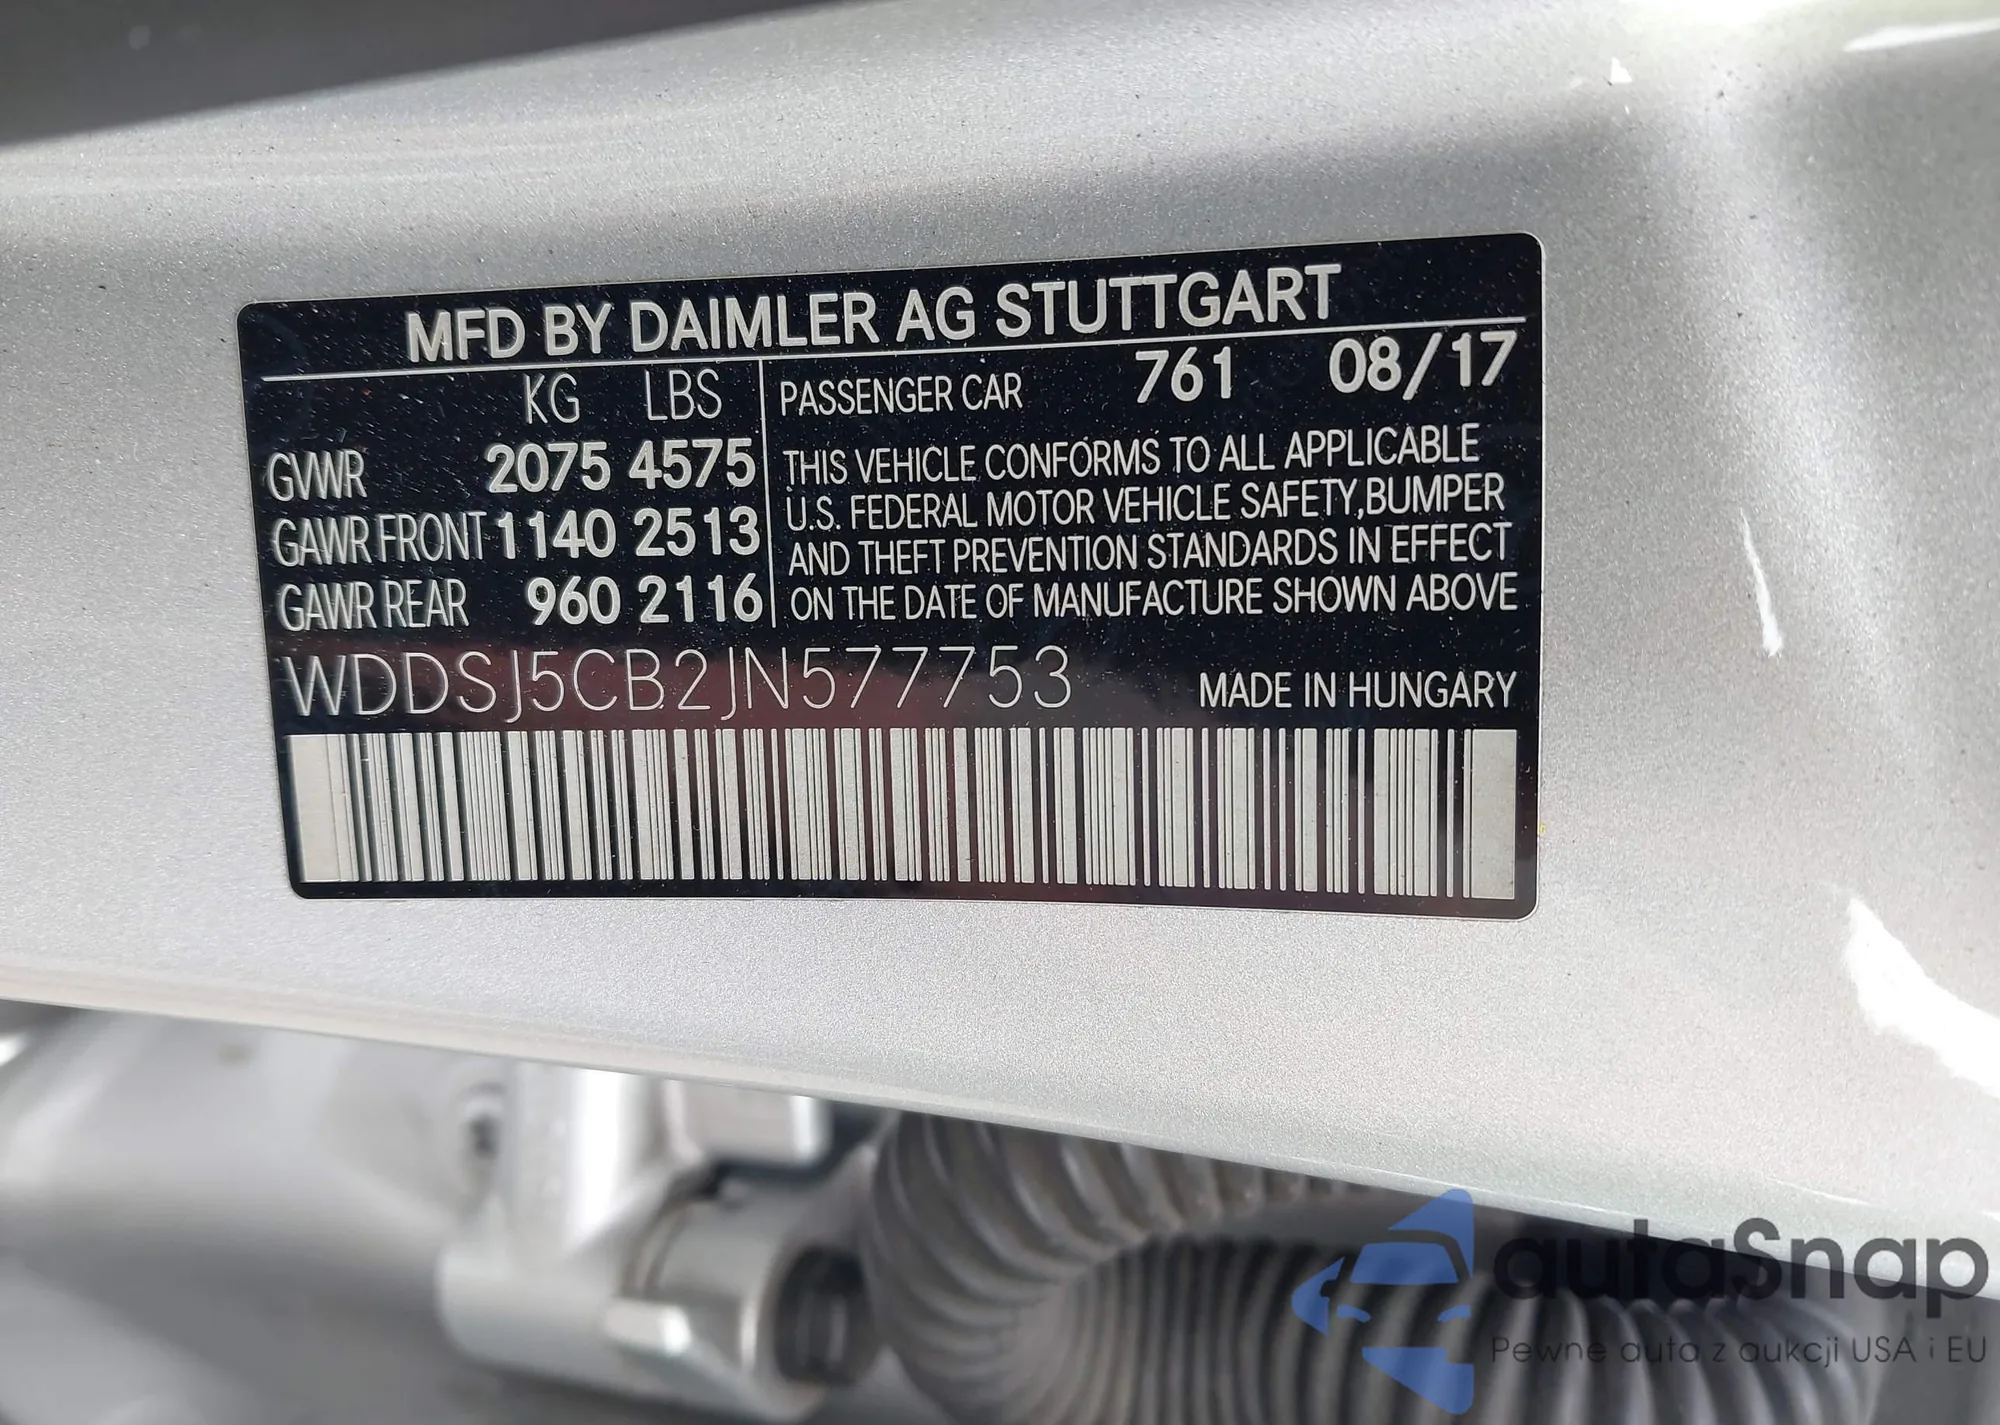 MFD BY DAIMLER AG STUTTGART
KG LBS
GVWR 2075 4575
GAWR FRONT 1140 2513
GAWR REAR 960 2116
PASSENGER CAR 761 08/17
THIS VEHICLE CONFORMS TO ALL APPLICABLE
U.S. FEDERAL MOTOR VEHICLE SAFETY,BUMPER
AND THEFT PREVENTION STANDARDS IN EFFECT
ON THE DATE OF MANUFACTURE SHOWN ABOVE
WDDSJ5CB2JN577753
MADE IN HUNGARY
autaSnap
Pewne auta z aukcji USA i EU